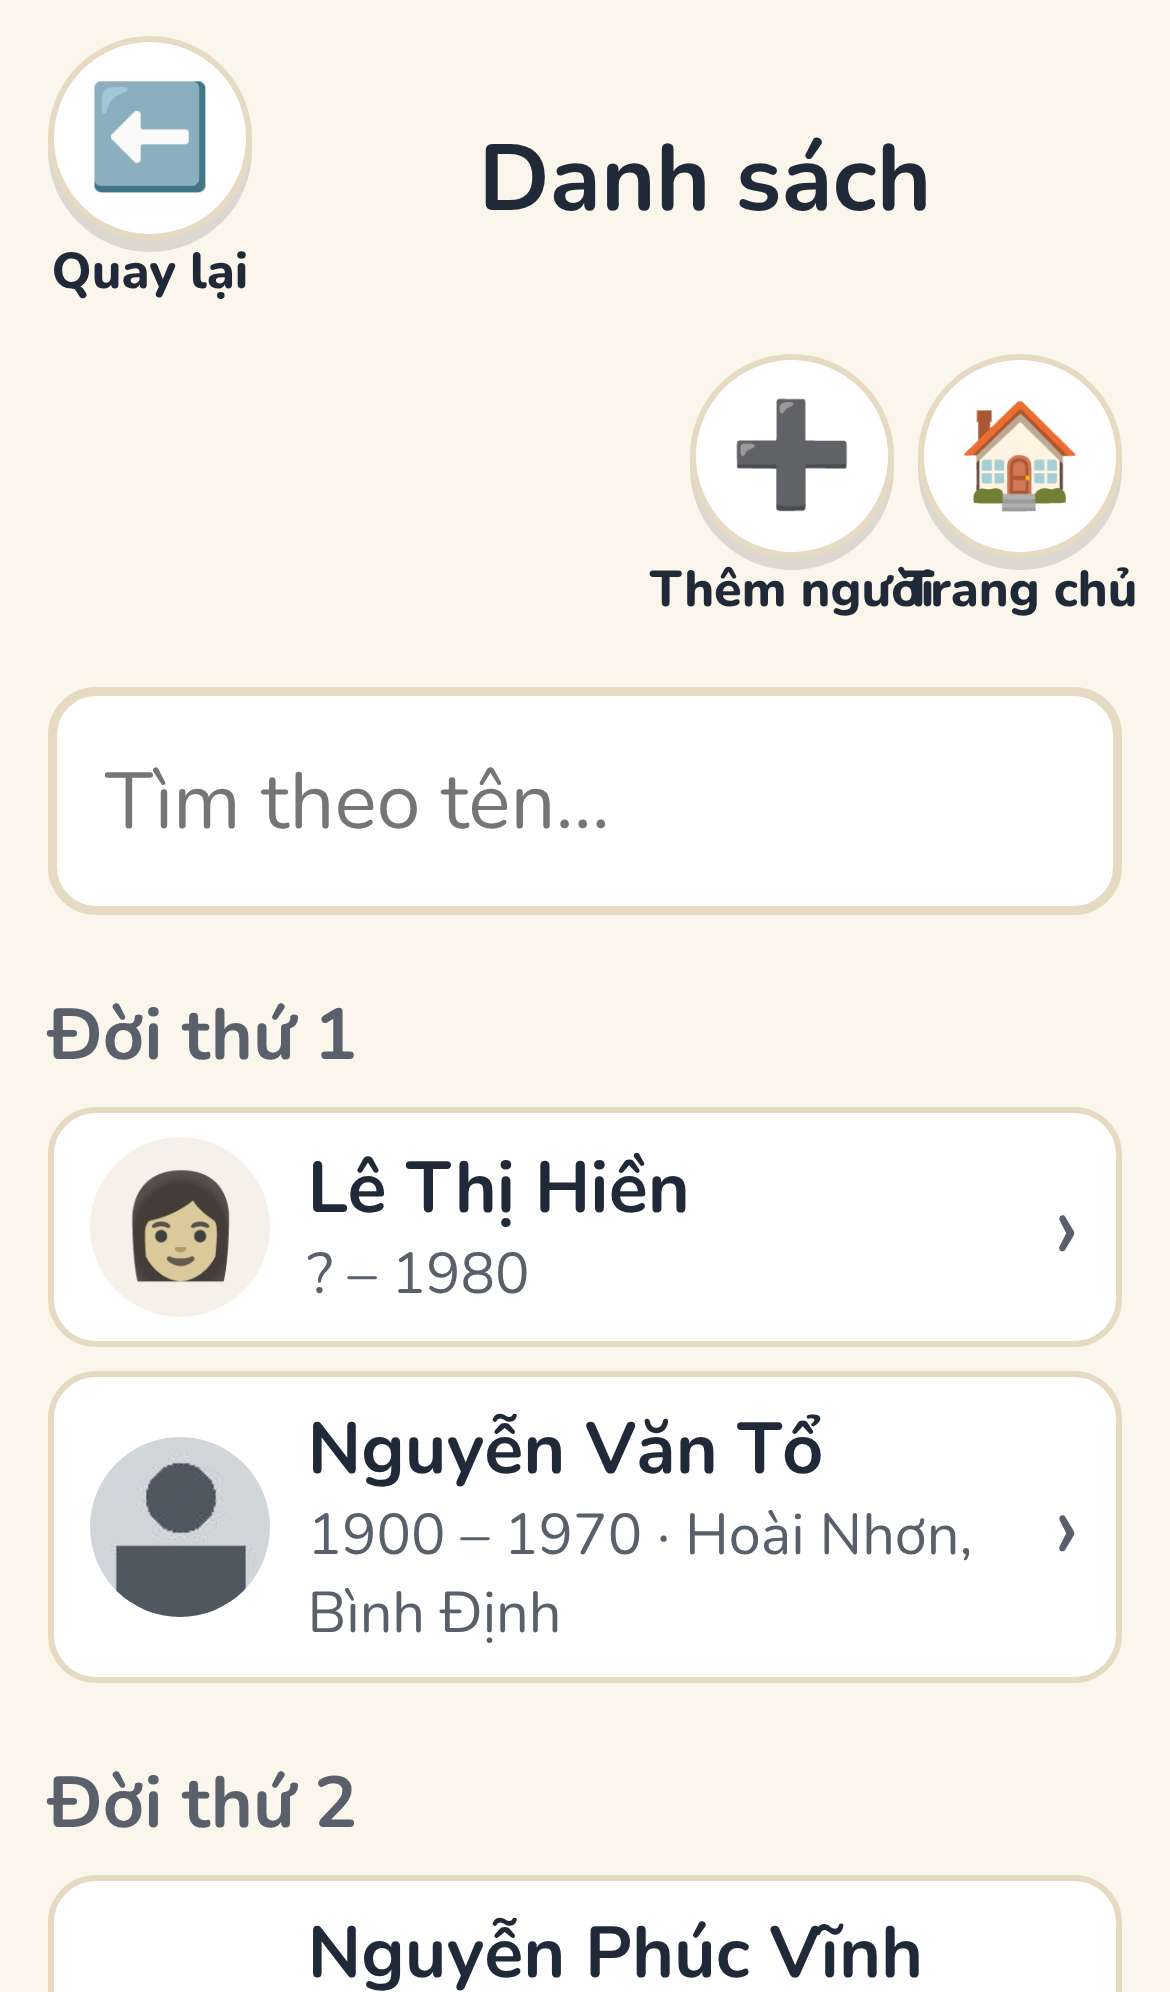 Danh sách
Quay lại
Thêm người
Trang chủ
Tìm theo tên...
Đời thứ 1
Lê Thị Hiền
? – 1980
Nguyễn Văn Tổ
1900 – 1970 · Hoài Nhơn,
Bình Định
Đời thứ 2
Nguyễn Phúc Vĩnh